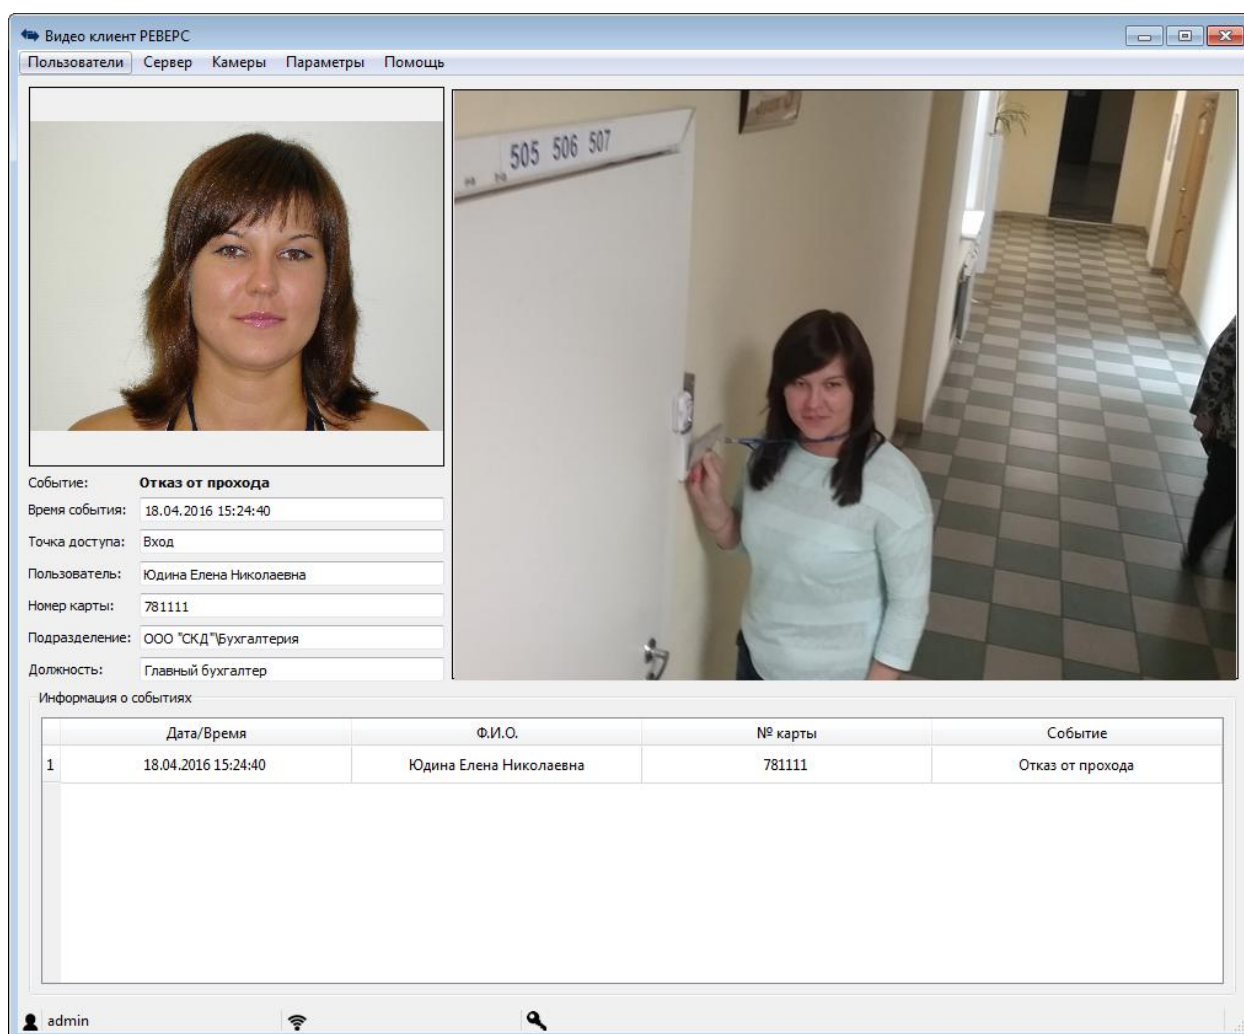 Видео клиент РЕВЕРС
Пользователи Сервер Камеры Параметры Помощь
505 506 507
Событие: Отказ от прохода
Время события: 18.04.2016 15:24:40
Точка доступа: Вход
Пользователь: Юдина Елена Николаевна
Номер карты: 781111
Подразделение: ООО "СКД"\Бухгалтерия
Должность: Главный бухгалтер
Информация о событиях
Дата/Время Ф.И.О. № карты Событие
1 18.04.2016 15:24:40 Юдина Елена Николаевна 781111 Отказ от прохода
admin